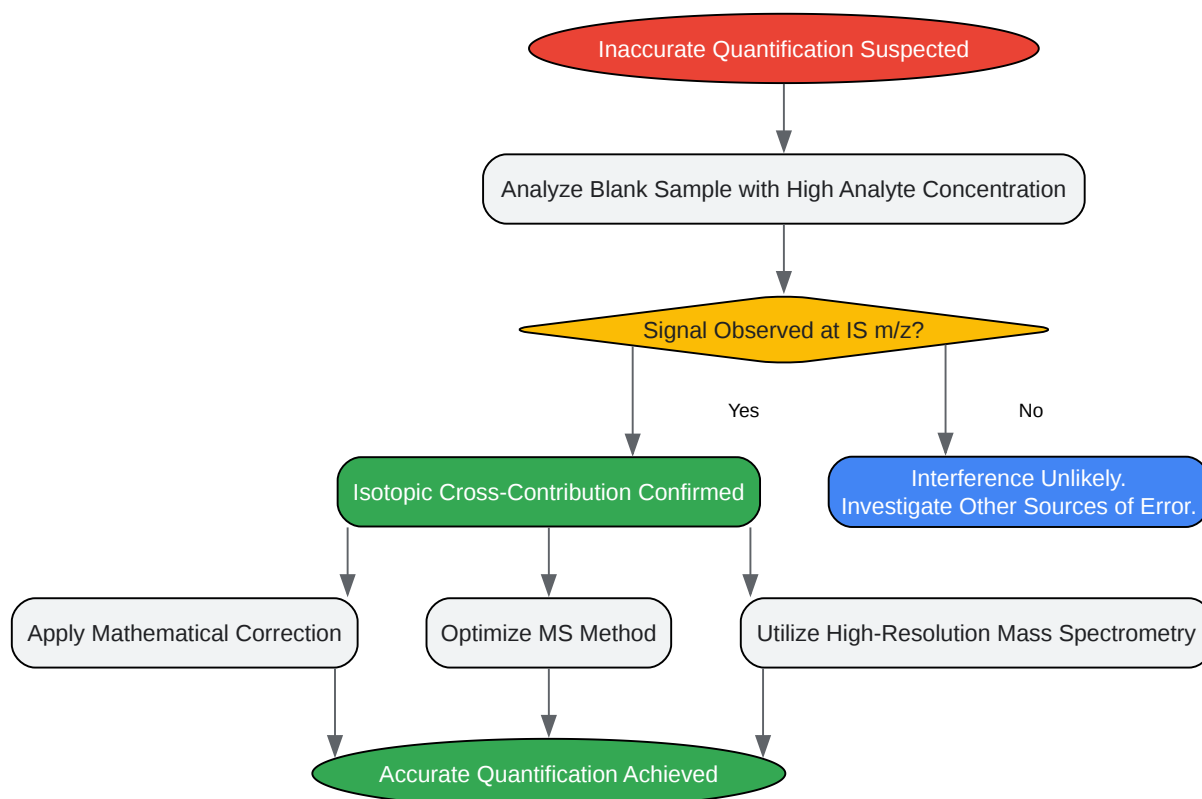 Inaccurate Quantification Suspected
Analyze Blank Sample with High Analyte Concentration
Signal Observed at IS m/z?
Yes
No
Isotopic Cross-Contribution Confirmed
Interference Unlikely.
Investigate Other Sources of Error.
Apply Mathematical Correction
Optimize MS Method
Utilize High-Resolution Mass Spectrometry
Accurate Quantification Achieved